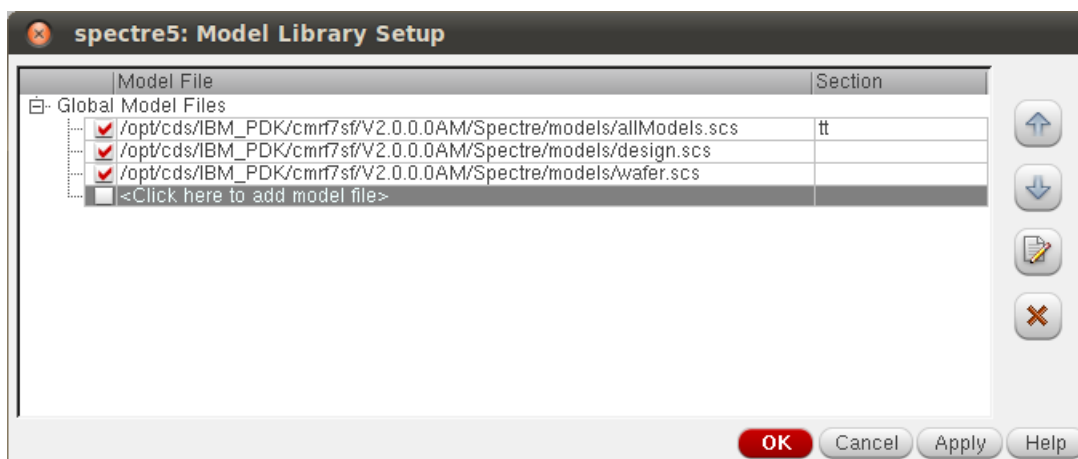 spectre5: Model Library Setup
Model File Section
Global Model Files
/opt/cds/IBM_PDK/cmrf7sf/V2.0.0.0AM/Spectre/models/allModels.scs tt
/opt/cds/IBM_PDK/cmrf7sf/V2.0.0.0AM/Spectre/models/design.scs
/opt/cds/IBM_PDK/cmrf7sf/V2.0.0.0AM/Spectre/models/wafer.scs
<Click here to add model file>
OK Cancel Apply Help